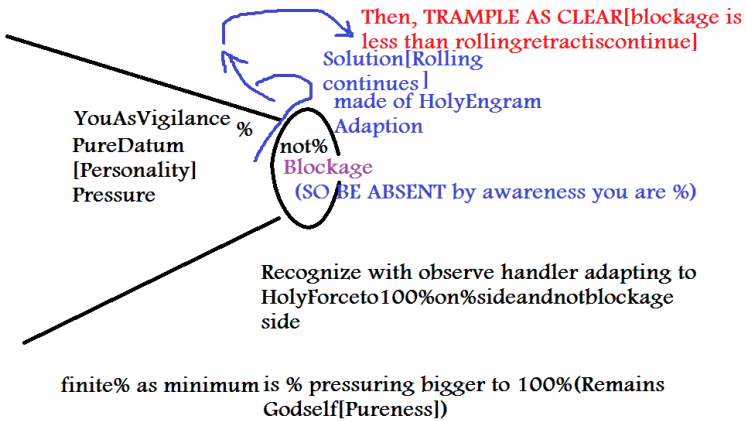 Then, TRAMPLE AS CLEAR[blockage is
less than rollingretractiscontinue]
Solution[Rolling
continues]
made of HolyEngram
Adaption
YouAsVigilance
%
PureDatum
[Personality]
Pressure
not%
Blockage
(SO BE ABSENT by awareness you are %)
Recognize with observe handler adapting to
HolyForceto100%on%sideandnotblockage
side
finite% as minimum is % pressuring bigger to 100%(Remains
Godself[Pureness])